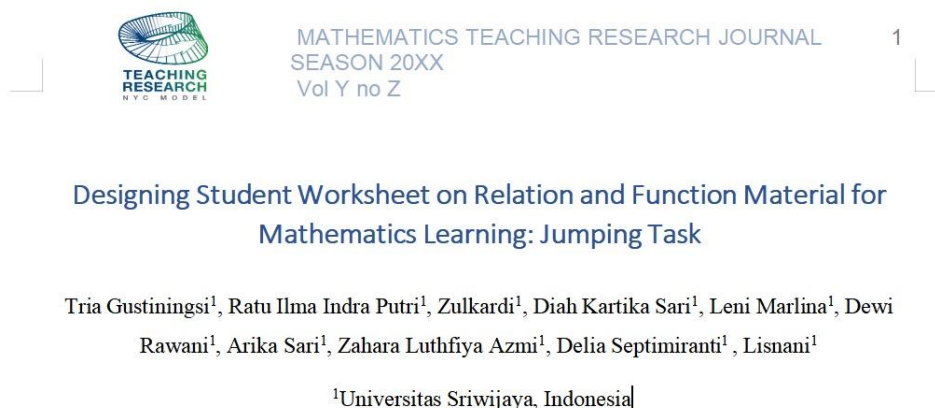 MATHEMATICS TEACHING RESEARCH JOURNAL 1
SEASON 20XX
Vol Y no Z
TEACHING
RESEARCH
NYC MODEL
Designing Student Worksheet on Relation and Function Material for
Mathematics Learning: Jumping Task
Tria Gustiningsi¹, Ratu Ilma Indra Putri¹, Zulkardi¹, Diah Kartika Sari¹, Leni Marlina¹, Dewi
Rawani¹, Arika Sari¹, Zahara Luthfiya Azmi¹, Delia Septimiranti¹ , Lisnani¹
¹Universitas Sriwijaya, Indonesia